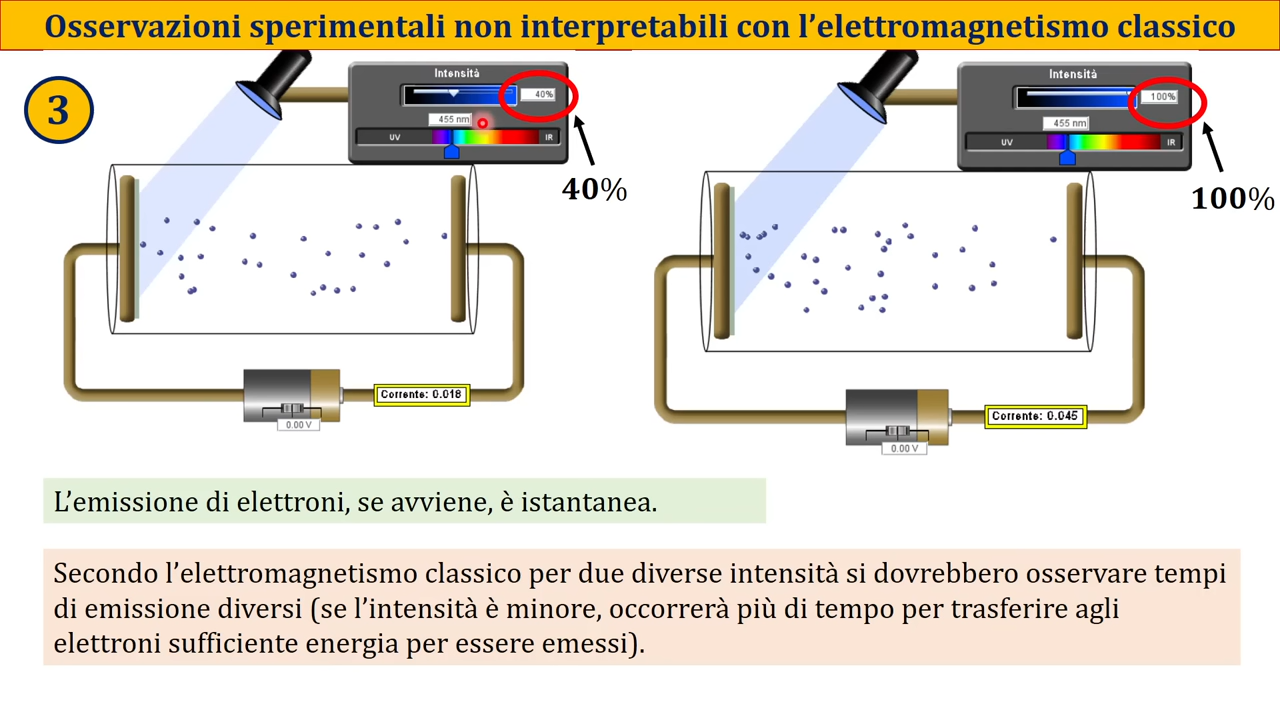 Osservazioni sperimentali non interpretabili con l’elettromagnetismo classico
3
Intensità
40%
455 nm
UV
IR
40%
Corrente: 0.018
0.00 V
Intensità
100%
455 nm
UV
IR
100%
Corrente: 0.045
0.00 V
L’emissione di elettroni, se avviene, è istantanea.
Secondo l’elettromagnetismo classico per due diverse intensità si dovrebbero osservare tempi
di emissione diversi (se l’intensità è minore, occorrerà più di tempo per trasferire agli
elettroni sufficiente energia per essere emessi).